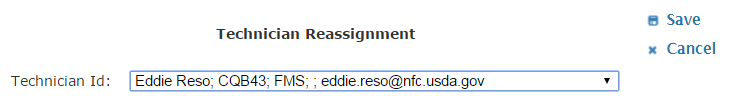 Save
Technician Reassignment
Cancel
Technician Id: Eddie Reso; CQB43; FMS; ; eddie.reso@nfc.usda.gov